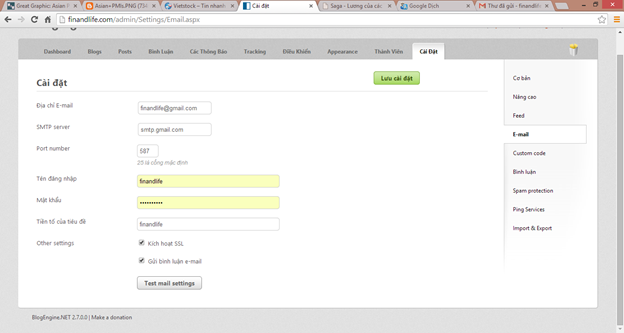 Great Graphic: Asian P
Asian+PMIs.PNG (734
Vietstock – Tin nhanh
Cài đặt
Saga - Lương của các
Google Dịch
Thư đã gửi - finandlife
finandlife.com/admin/Settings/Email.aspx
Dashboard Blogs Posts Bình Luận Các Thông Báo Tracking Điều Khiển Appearance Thành Viên Cài Đặt
Cài đặt
Lưu cài đặt
Địa chỉ E-mail finandlife@gmail.com
SMTP server smtp.gmail.com
Port number 587
25 là cổng mặc định
Tên đăng nhập finandlife
Mật khẩu
Tiền tố của tiêu đề finandlife
Other settings Kích hoạt SSL
Gửi bình luận e-mail
Test mail settings
Cơ bản
Nâng cao
Feed
E-mail
Custom code
Bình luận
Spam protection
Ping Services
Import & Export
BlogEngine.NET 2.7.0.0 | Make a donation